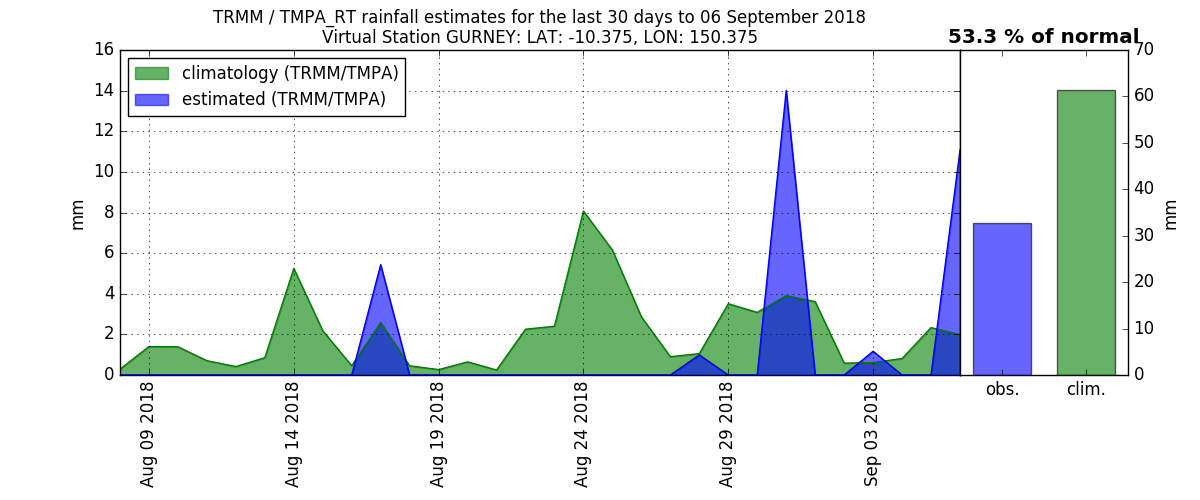 TRMM / TMPA_RT rainfall estimates for the last 30 days to 06 September 2018
Virtual Station GURNEY: LAT: -10.375, LON: 150.375
53.3 % of normal
climatology (TRMM/TMPA)
estimated (TRMM/TMPA)
mm
16
14
12
10
8
6
4
2
0
Aug 09 2018
Aug 14 2018
Aug 19 2018
Aug 24 2018
Aug 29 2018
Sep 03 2018
obs.
clim.
70
60
50
40
30
20
10
0
mm